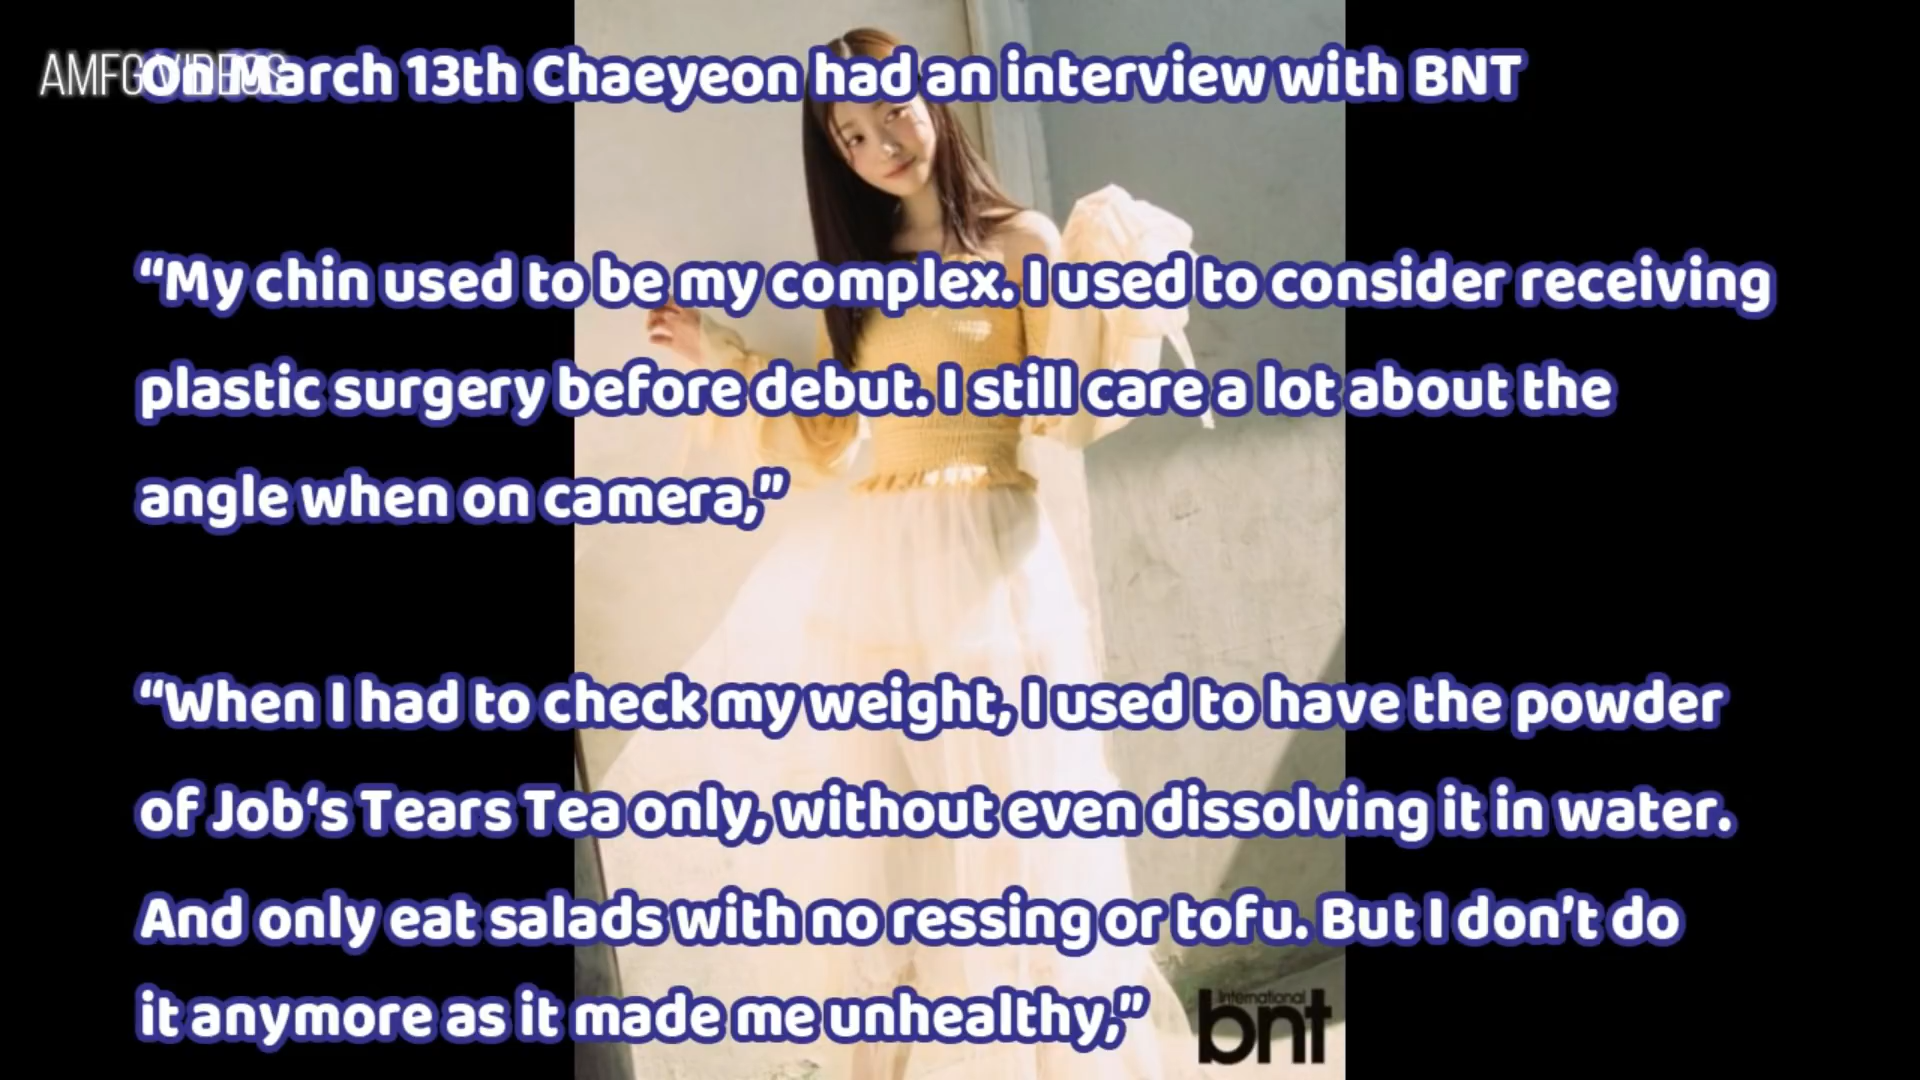 AMFG VIDEOS
On March 13th Chaeyeon had an interview with BNT
“My chin used to be my complex. I used to consider receiving
plastic surgery before debut. I still care a lot about the
angle when on camera,”
“When I had to check my weight, I used to have the powder
of Job‘s Tears Tea only, without even dissolving it in water.
And only eat salads with no ressing or tofu. But I don’t do
it anymore as it made me unhealthy,”
international
bnt